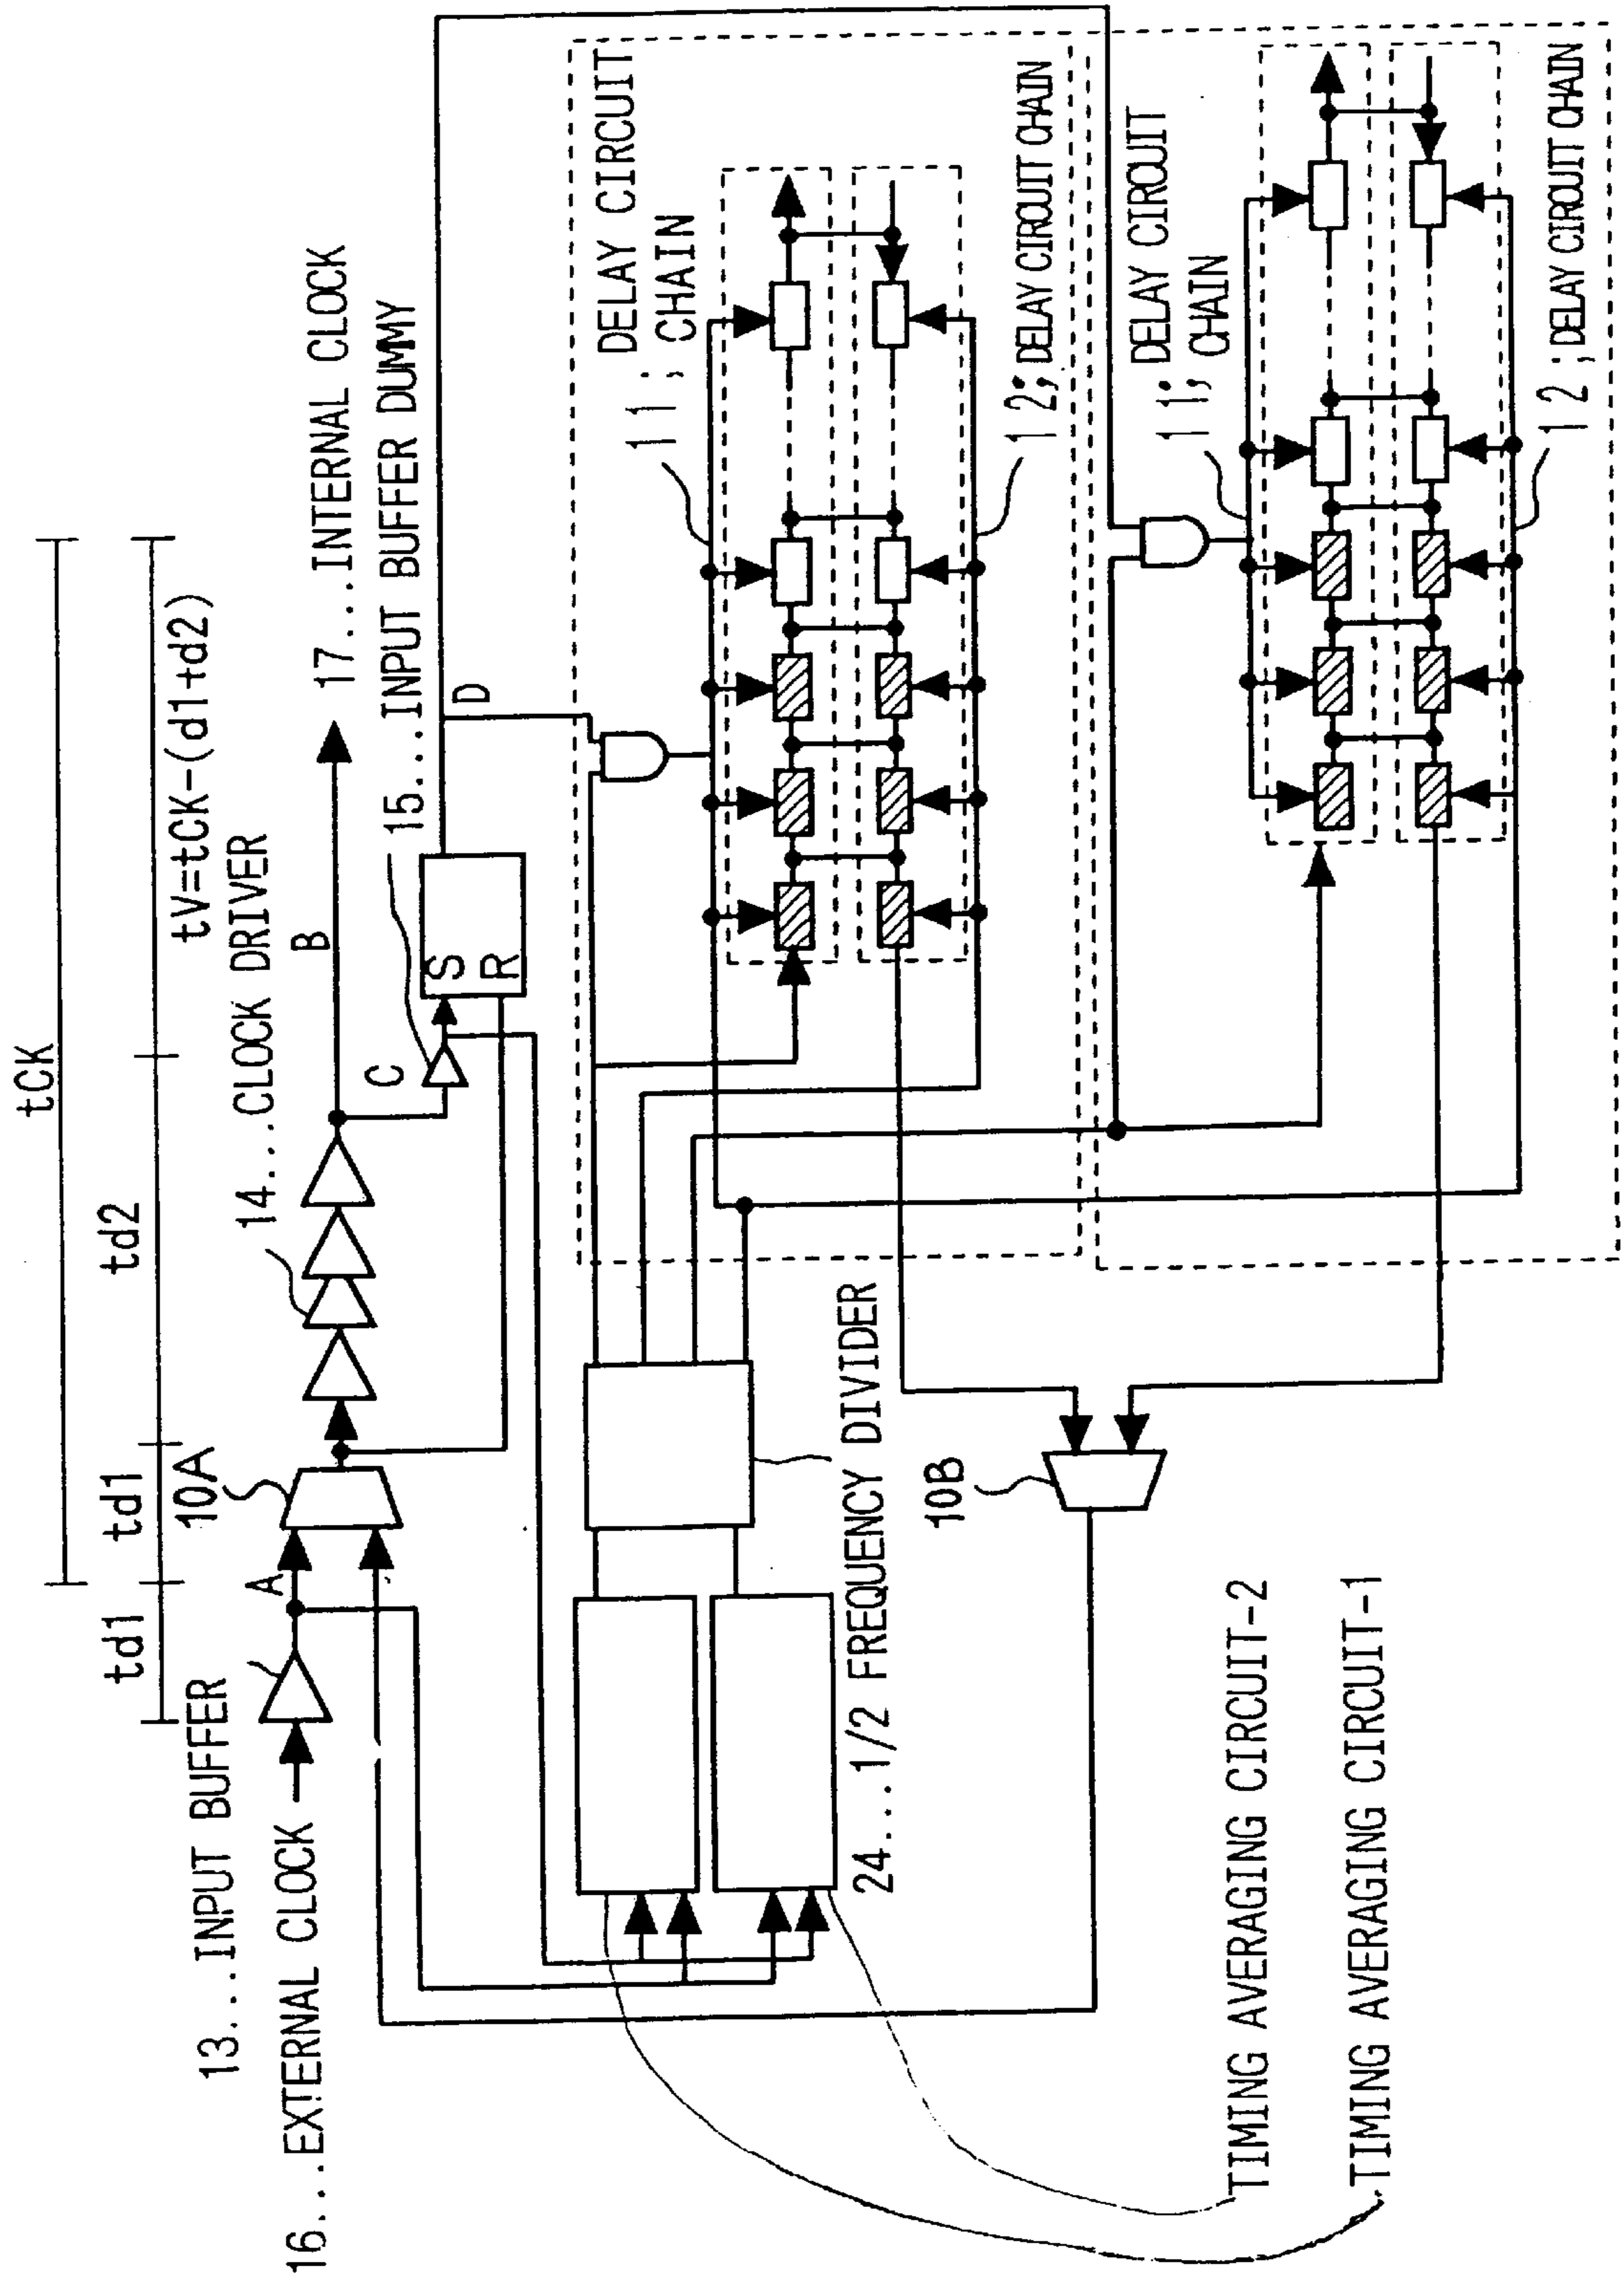 tCK
td1
td1
td2
tV=tCK-(d1+d2)
13...INPUT BUFFER
16...EXTERNAL CLOCK
A
10A
14...CLOCK DRIVER
B
17...INTERNAL CLOCK
C
15...INPUT BUFFER DUMMY
S
R
D
11; DELAY CIRCUIT
CHAIN
12; DELAY CIRCUIT CHAIN
11; DELAY CIRCUIT
CHAIN
12; DELAY CIRCUIT CHAIN
24...1/2 FREQUENCY DIVIDER
10B
TIMING AVERAGING CIRCUIT-2
TIMING AVERAGING CIRCUIT-1